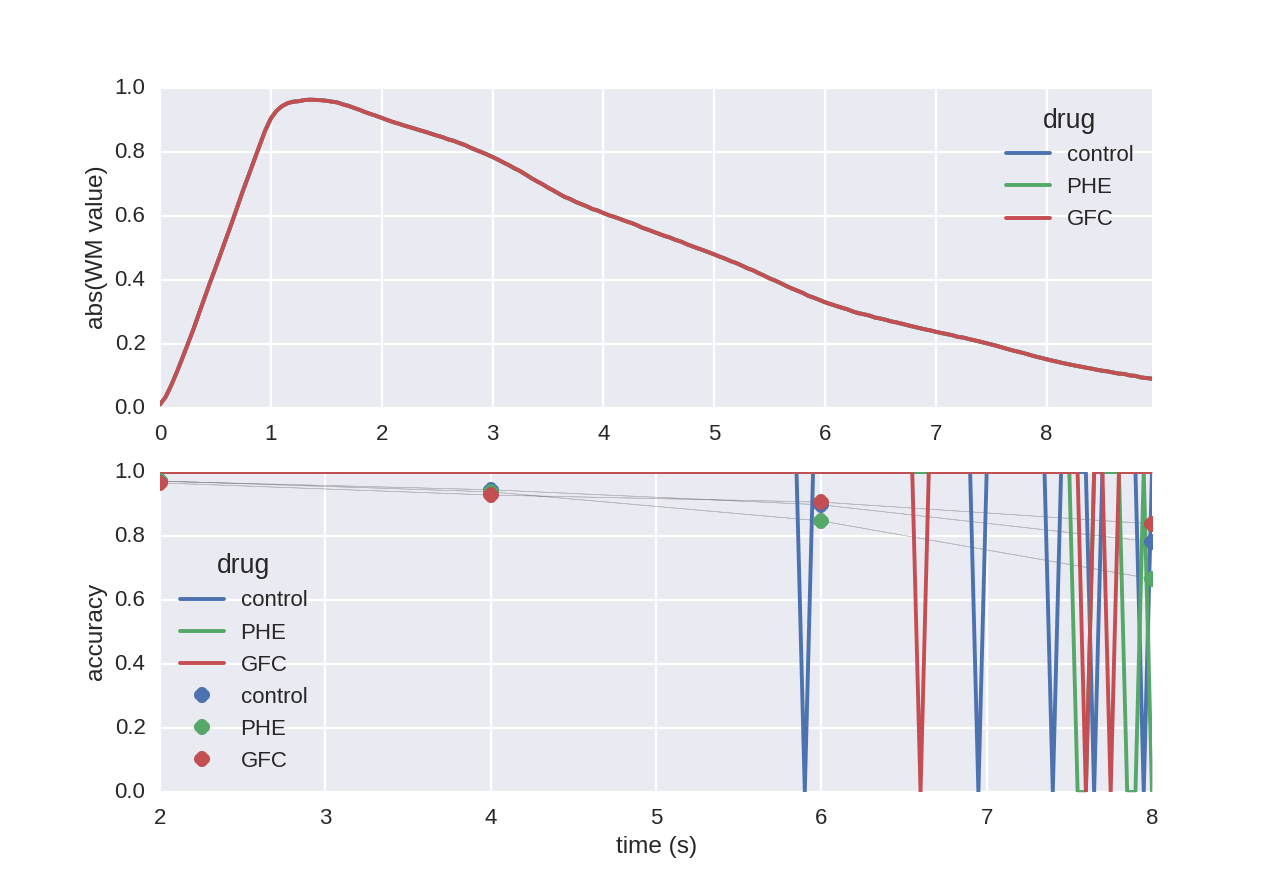 1.0
0.8
0.6
0.4
0.2
0.0
abs(WM value)
drug
control
PHE
GFC
0 1 2 3 4 5 6 7 8
1.0
0.8
0.6
0.4
0.2
0.0
accuracy
drug
control
PHE
GFC
control
PHE
GFC
2 3 4 5 6 7 8
time (s)